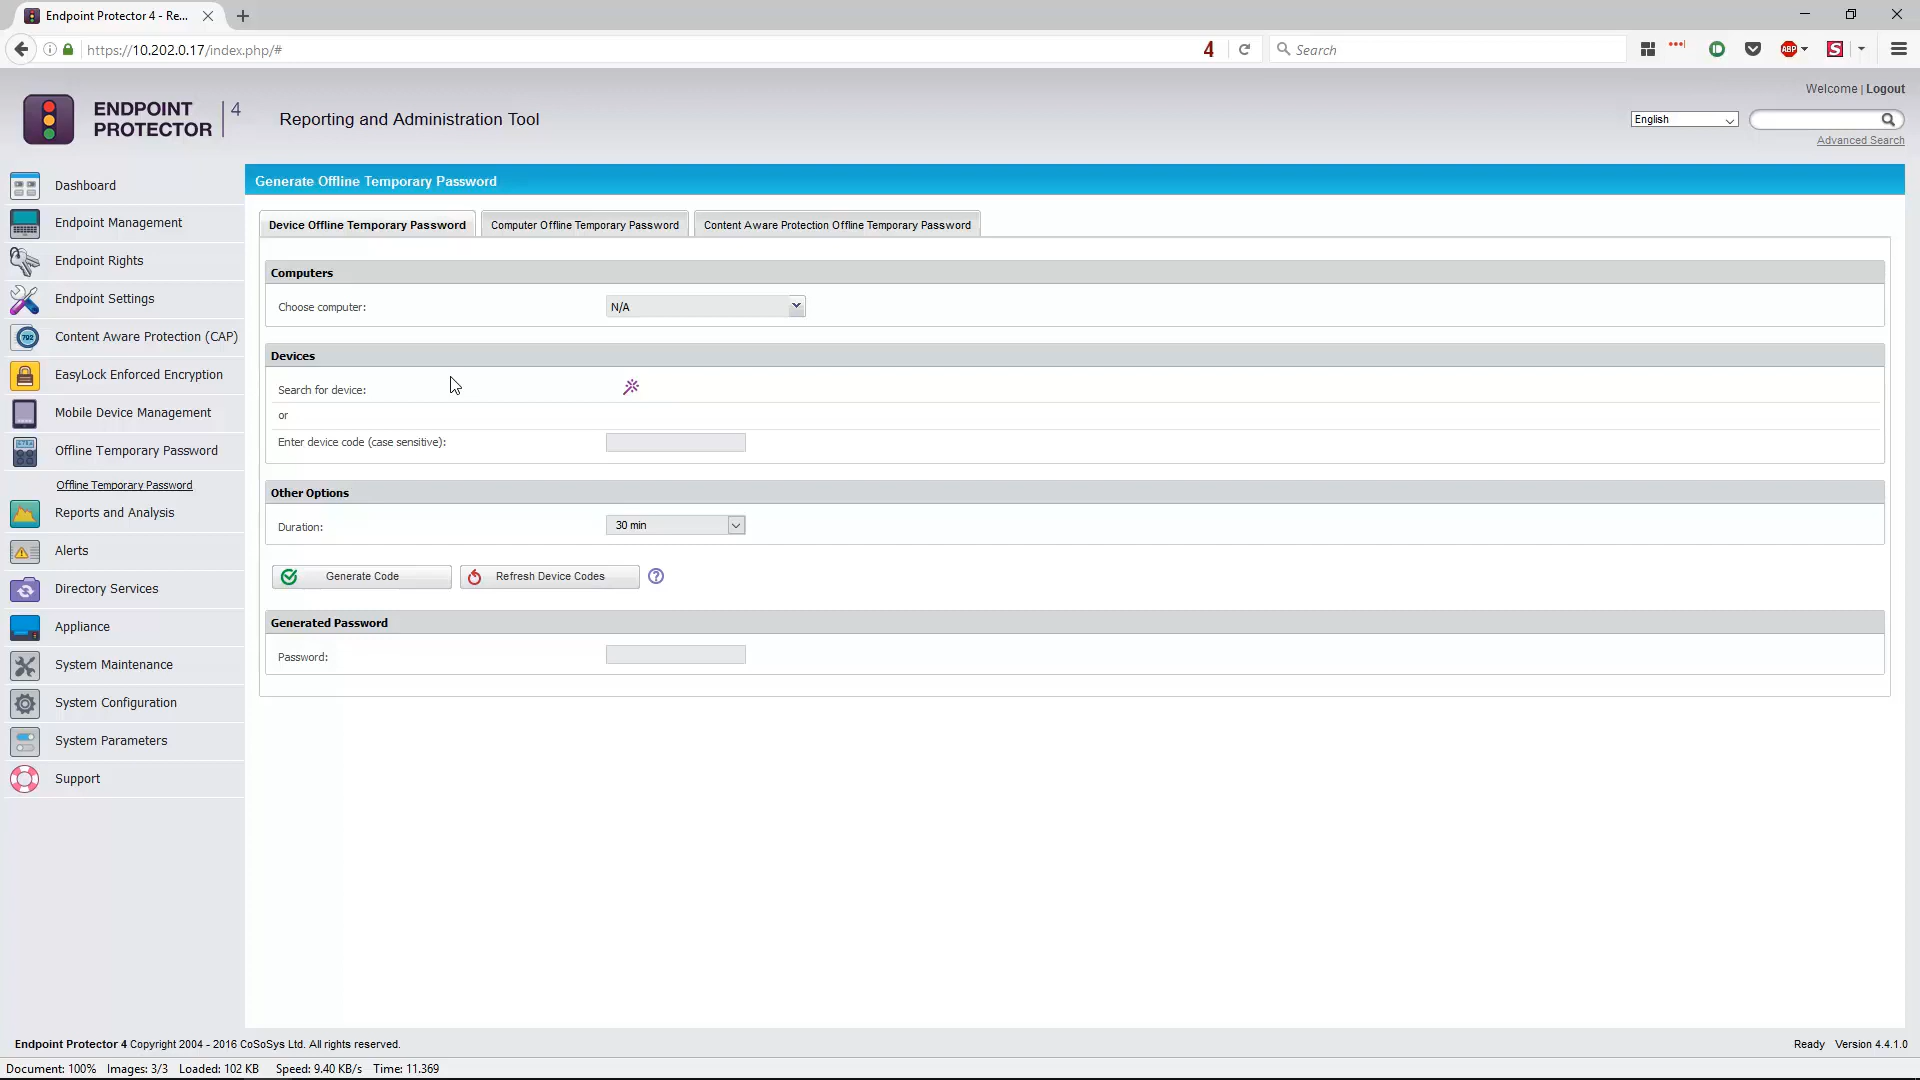 Endpoint Protector 4 - Re...
https://10.202.0.17/index.php/#
4
Search
ABP
S
Welcome | Logout
ENDPOINT
PROTECTOR
4
Reporting and Administration Tool
English
Advanced Search
Dashboard
Endpoint Management
Endpoint Rights
Endpoint Settings
Content Aware Protection (CAP)
EasyLock Enforced Encryption
Mobile Device Management
Offline Temporary Password
Offline Temporary Password
Reports and Analysis
Alerts
Directory Services
Appliance
System Maintenance
System Configuration
System Parameters
Support
Generate Offline Temporary Password
Device Offline Temporary Password
Computer Offline Temporary Password
Content Aware Protection Offline Temporary Password
Computers
Choose computer:
N/A
Devices
Search for device:
or
Enter device code (case sensitive):
Other Options
Duration:
30 min
Generate Code
Refresh Device Codes
Generated Password
Password:
Endpoint Protector 4 Copyright 2004 - 2016 CoSoSys Ltd. All rights reserved.
Ready Version 4.4.1.0
Document: 100% Images: 3/3 Loaded: 102 KB Speed: 9.40 KB/s Time: 11.369